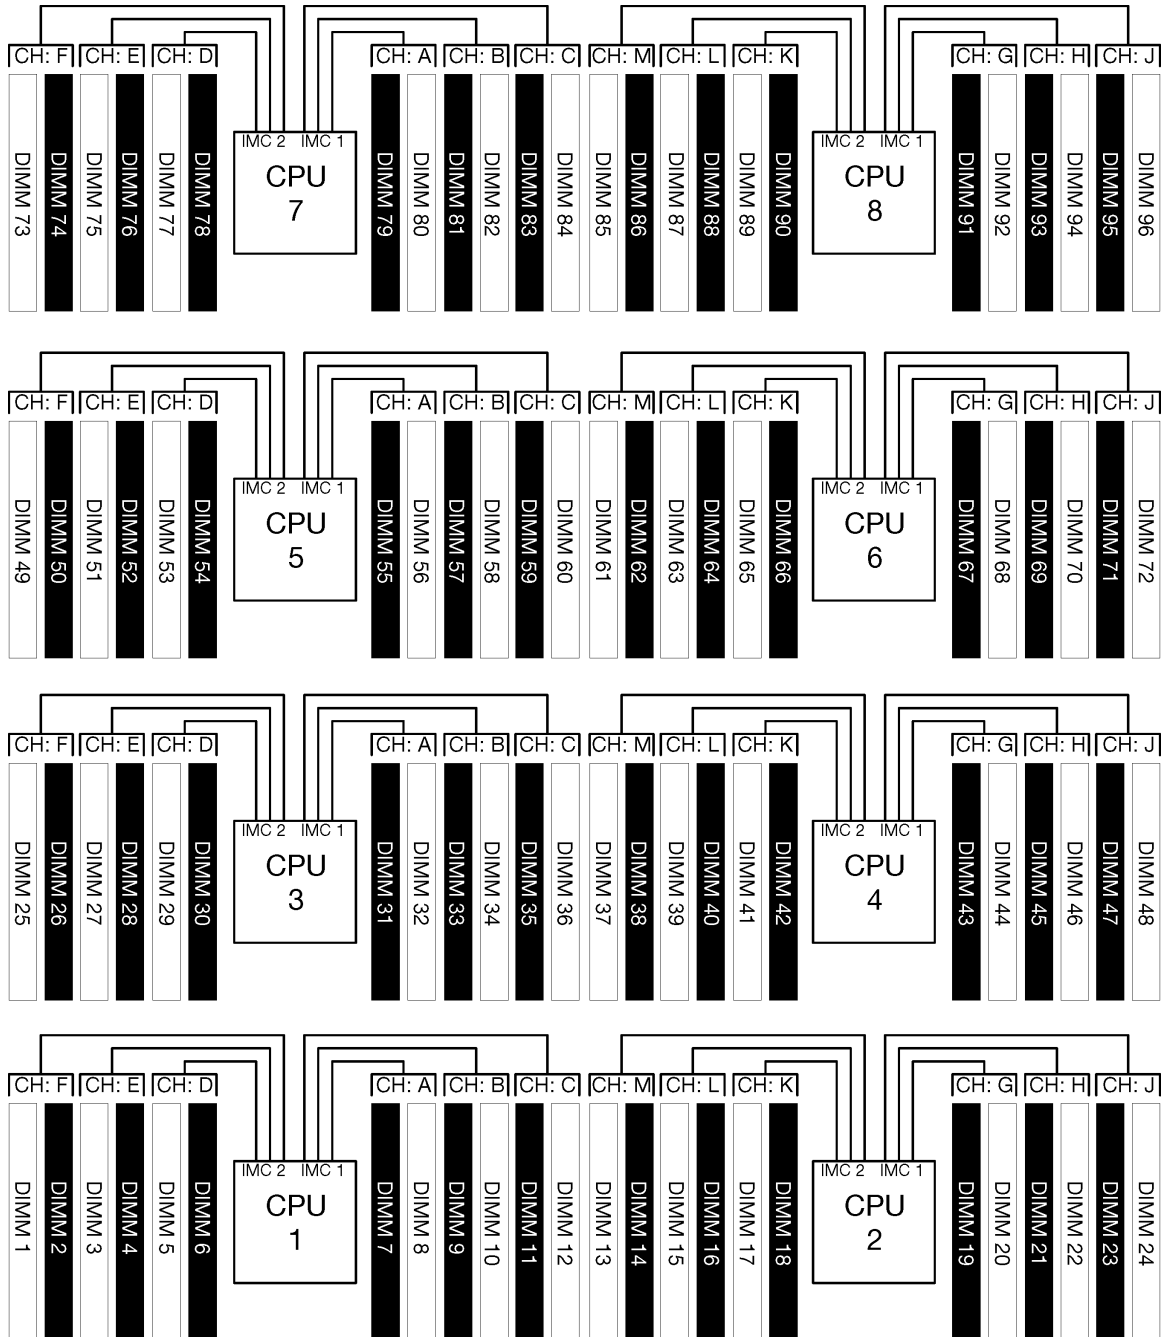 CH: F CH: E CH: D CH: A CH: B CH: C CH: M CH: L CH: K CH: G CH: H CH: J
IMC 2 IMC 1 IMC 2 IMC 1
CPU 7
CPU 8
DIMM 73 DIMM 74 DIMM 75 DIMM 76 DIMM 77 DIMM 78 DIMM 79 DIMM 80 DIMM 81 DIMM 82 DIMM 83 DIMM 84 DIMM 85 DIMM 86 DIMM 87 DIMM 88 DIMM 89 DIMM 90 DIMM 91 DIMM 92 DIMM 93 DIMM 94 DIMM 95 DIMM 96
CH: F CH: E CH: D CH: A CH: B CH: C CH: M CH: L CH: K CH: G CH: H CH: J
IMC 2 IMC 1 IMC 2 IMC 1
CPU 5
CPU 6
DIMM 49 DIMM 50 DIMM 51 DIMM 52 DIMM 53 DIMM 54 DIMM 55 DIMM 56 DIMM 57 DIMM 58 DIMM 59 DIMM 60 DIMM 61 DIMM 62 DIMM 63 DIMM 64 DIMM 65 DIMM 66 DIMM 67 DIMM 68 DIMM 69 DIMM 70 DIMM 71 DIMM 72
CH: F CH: E CH: D CH: A CH: B CH: C CH: M CH: L CH: K CH: G CH: H CH: J
IMC 2 IMC 1 IMC 2 IMC 1
CPU 3
CPU 4
DIMM 25 DIMM 26 DIMM 27 DIMM 28 DIMM 29 DIMM 30 DIMM 31 DIMM 32 DIMM 33 DIMM 34 DIMM 35 DIMM 36 DIMM 37 DIMM 38 DIMM 39 DIMM 40 DIMM 41 DIMM 42 DIMM 43 DIMM 44 DIMM 45 DIMM 46 DIMM 47 DIMM 48
CH: F CH: E CH: D CH: A CH: B CH: C CH: M CH: L CH: K CH: G CH: H CH: J
IMC 2 IMC 1 IMC 2 IMC 1
CPU 1
CPU 2
DIMM 1 DIMM 2 DIMM 3 DIMM 4 DIMM 5 DIMM 6 DIMM 7 DIMM 8 DIMM 9 DIMM 10 DIMM 11 DIMM 12 DIMM 13 DIMM 14 DIMM 15 DIMM 16 DIMM 17 DIMM 18 DIMM 19 DIMM 20 DIMM 21 DIMM 22 DIMM 23 DIMM 24